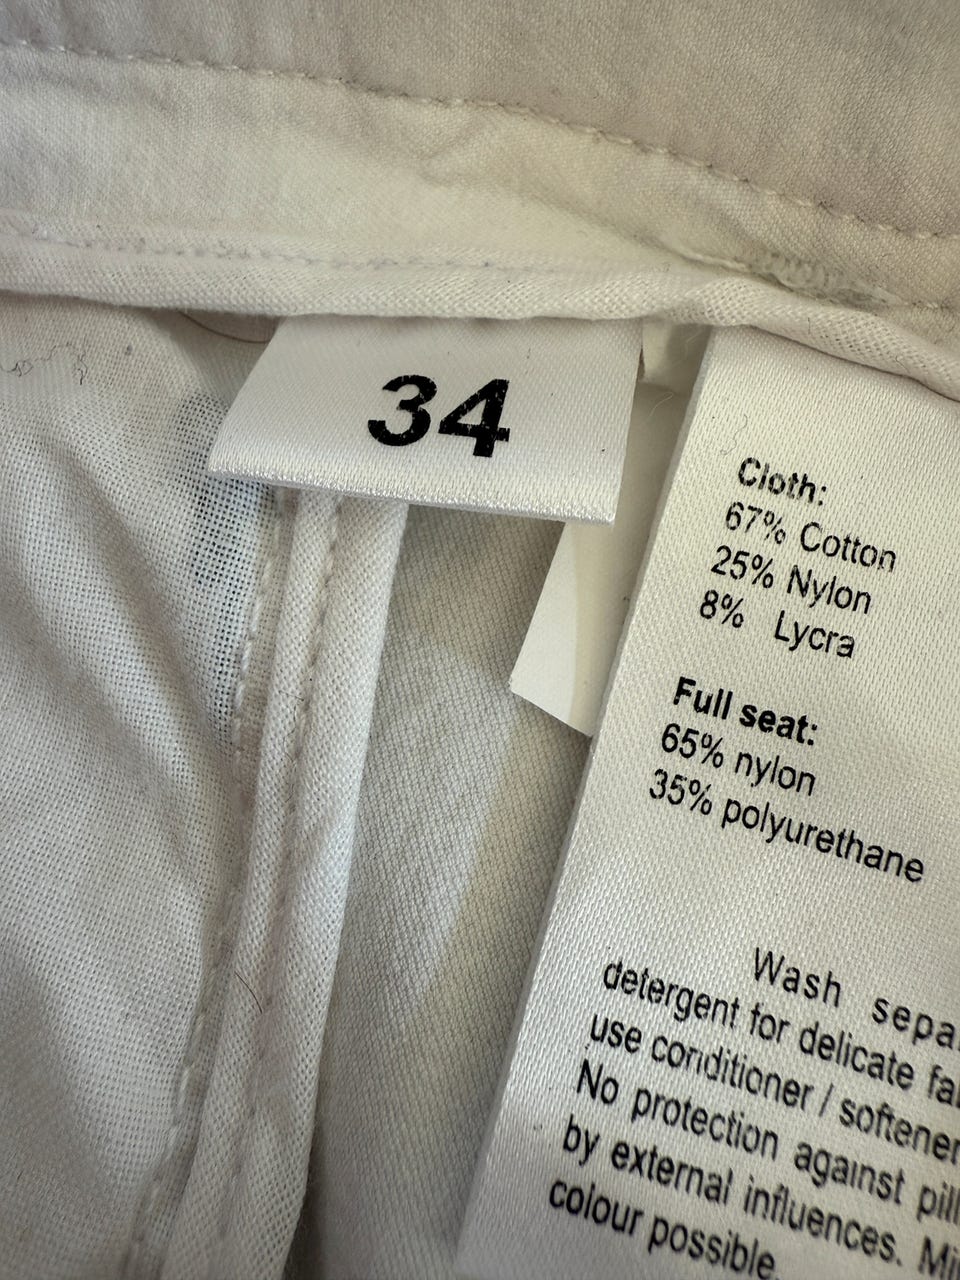 34
Cloth:
67% Cotton
25% Nylon
8% Lycra
Full seat:
65% nylon
35% polyurethane
Wash
detergent for delicate
use conditioner / softener
No protection against
by external influences.
colour possible